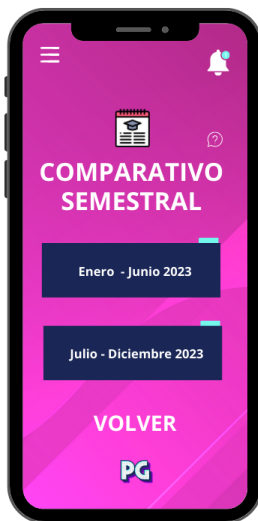 COMPARATIVO
SEMESTRAL
Enero - Junio 2023
Julio - Diciembre 2023
VOLVER
PG